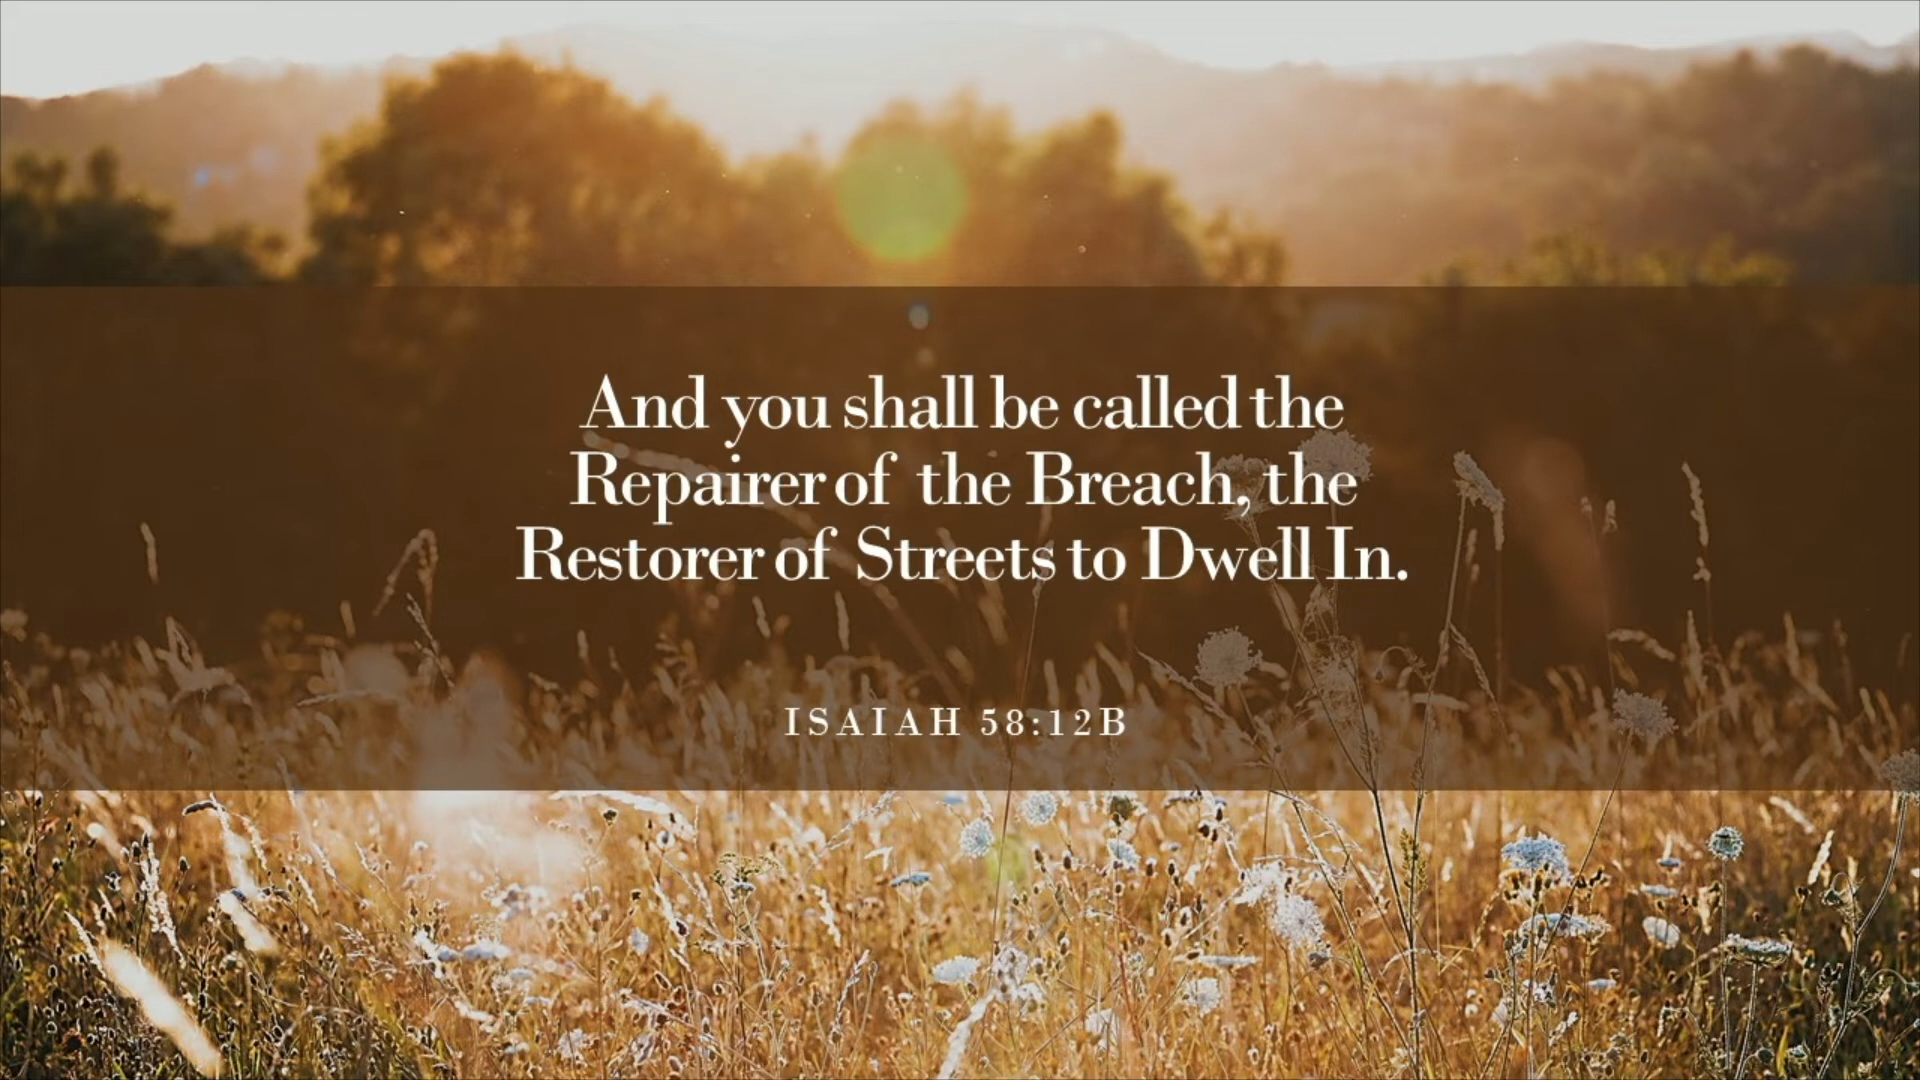 And you shall be called the
Repairer of the Breach, the
Restorer of Streets to Dwell In.
ISAIAH 58:12B